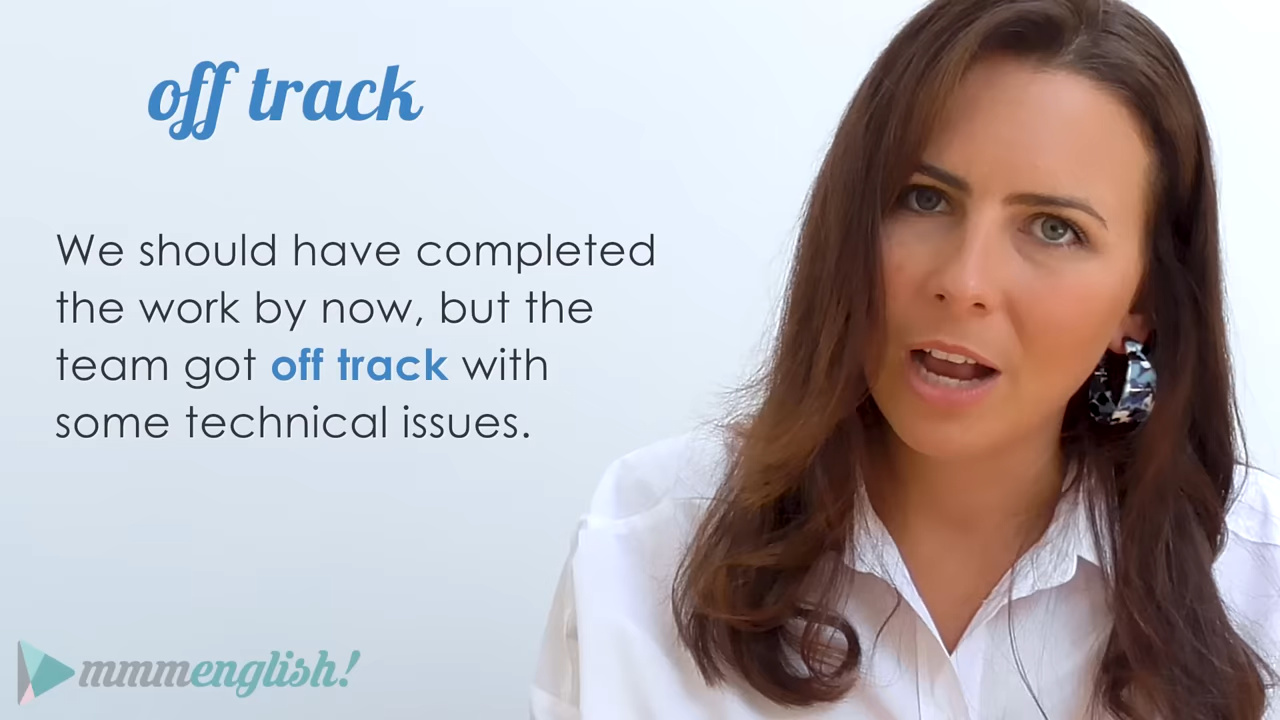 off track
We should have completed
the work by now, but the
team got off track with
some technical issues.
mmmenglish!